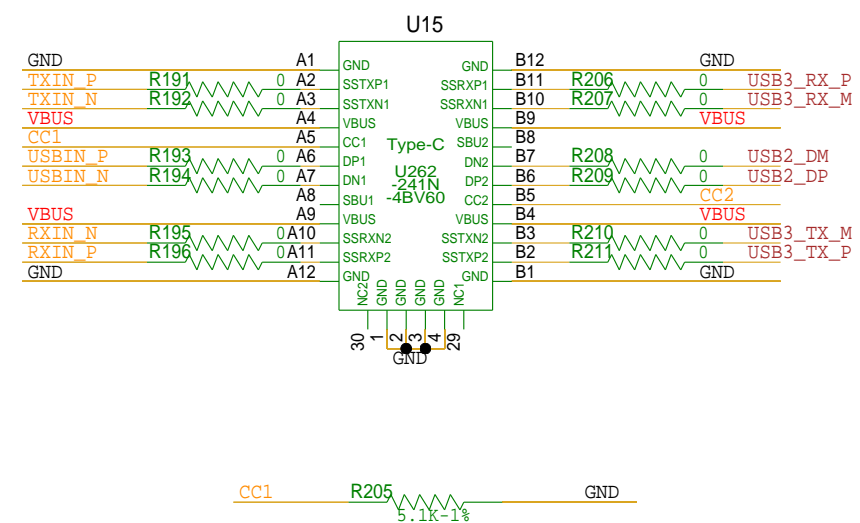 U15
GND A1 GND GND B12 GND
TXIN_P R191 0 A2 SSTXP1 SSRXP1 B11 R206 0 USB3_RX_P
TXIN_N R192 0 A3 SSTXN1 SSRXN1 B10 R207 0 USB3_RX_M
VBUS A4 VBUS VBUS B9 VBUS
CC1 A5 CC1 Type-C SBU2 B8
USBIN_P R193 0 A6 DP1 DN2 B7 R208 0 USB2_DM
U262
USBIN_N R194 0 A7 DN1 -241N DP2 B6 R209 0 USB2_DP
A8 SBU1 -4BV60 CC2 B5 CC2
VBUS A9 VBUS VBUS B4 VBUS
RXIN_N R195 0 A10 SSRXN2 SSTXN2 B3 R210 0 USB3_TX_M
RXIN_P R196 0 A11 SSRXP2 SSTXP2 B2 R211 0 USB3_TX_P
GND A12 GND GND B1 GND
NC2 GND GND GND GND NC1
30 1 2 3 4 29
GND
CC1 R205 GND
5.1K-1%